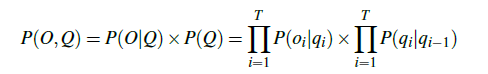 P(O,Q) = P(O|Q) × P(Q) = ∏_{i=1}^{T} P(o_i|q_i) × ∏_{i=1}^{T} P(q_i|q_{i−1})